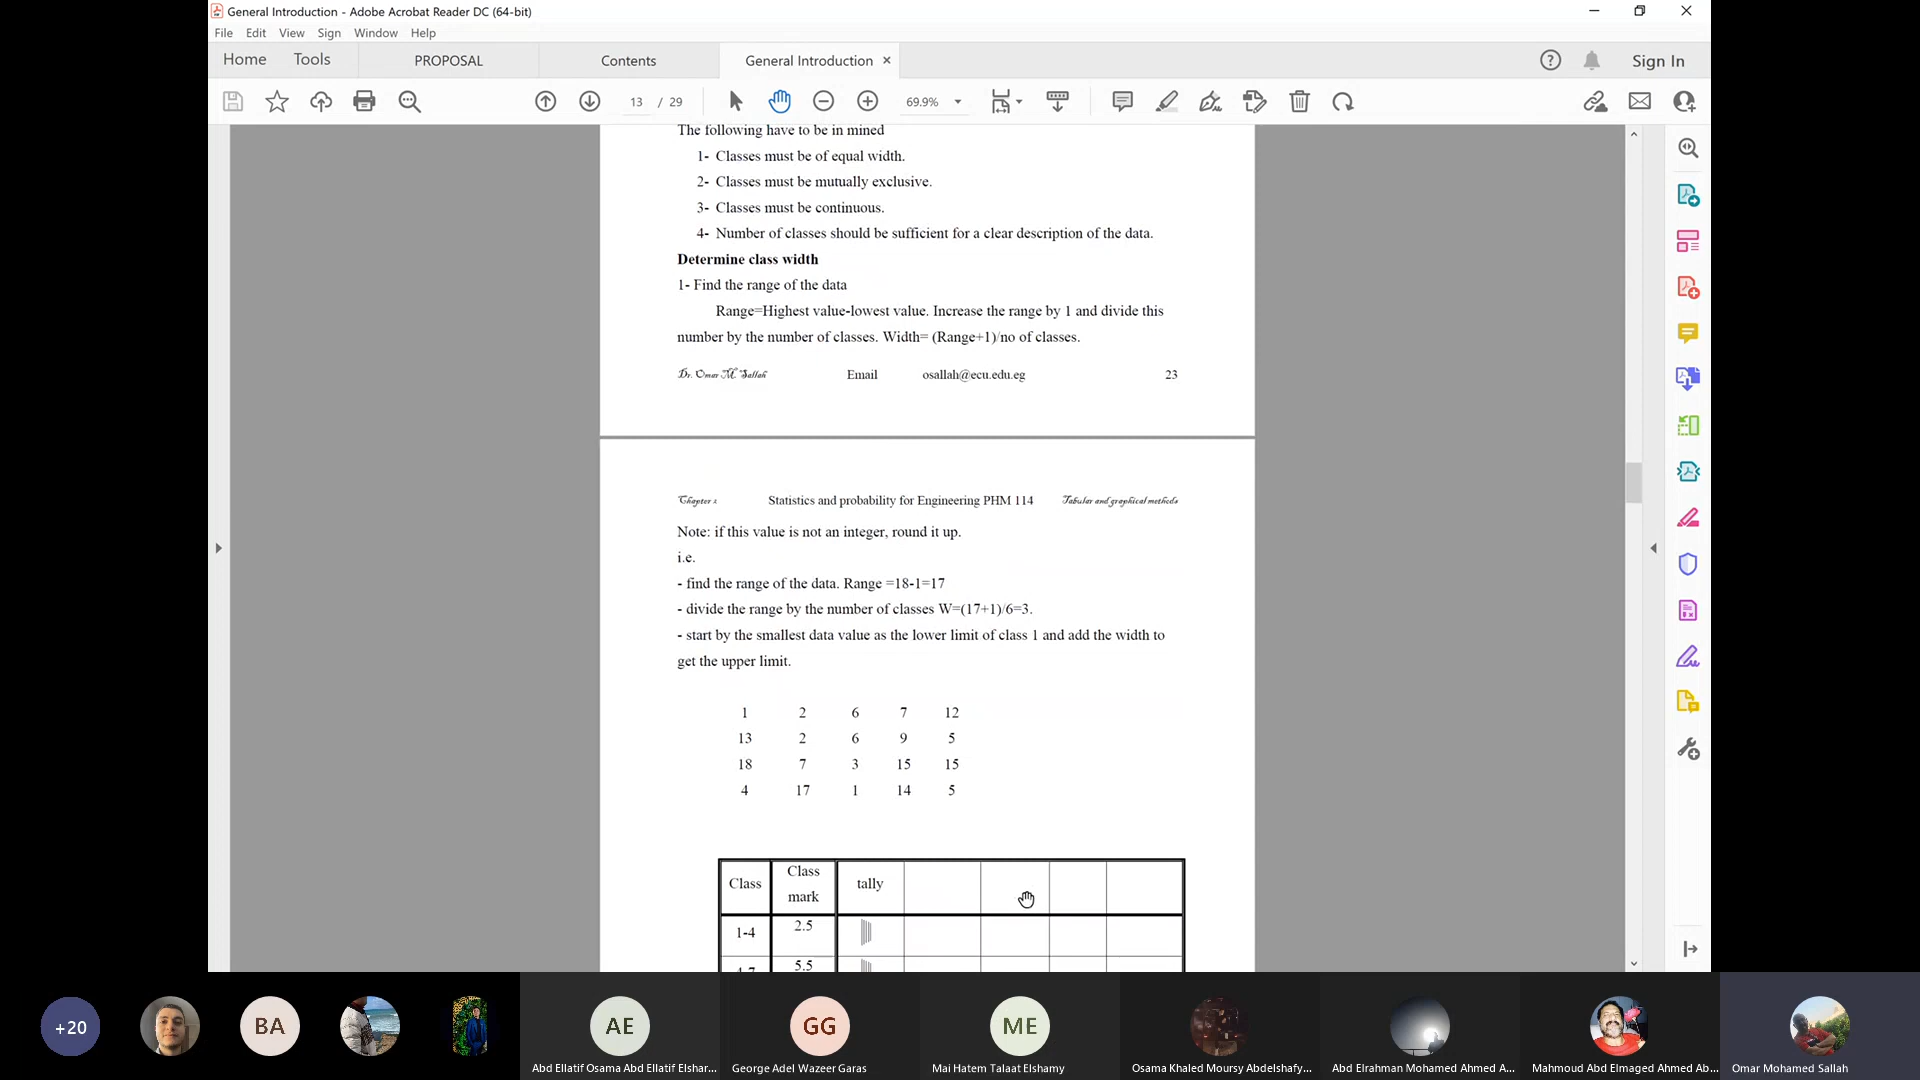 General Introduction - Adobe Acrobat Reader DC (64-bit)
File Edit View Sign Window Help
Home Tools PROPOSAL Contents General Introduction × Sign In
13 / 29 69.9%
The following have to be in mined
1- Classes must be of equal width.
2- Classes must be mutually exclusive.
3- Classes must be continuous.
4- Number of classes should be sufficient for a clear description of the data.
Determine class width
1- Find the range of the data
Range=Highest value-lowest value. Increase the range by 1 and divide this
number by the number of classes. Width= (Range+1)/no of classes.
Dr. Omar M. Sallah Email osallah@ecu.edu.eg 23
Chapter 2 Statistics and probability for Engineering PHM 114 Tabular and graphical methods
Note: if this value is not an integer, round it up.
i.e.
- find the range of the data. Range =18-1=17
- divide the range by the number of classes W=(17+1)/6=3.
- start by the smallest data value as the lower limit of class 1 and add the width to
get the upper limit.
1 2 6 7 12
13 2 6 9 5
18 7 3 15 15
4 17 1 14 5
Class Class mark tally
1-4 2.5
4-7 5.5
+20 BA AE GG ME
Abd Ellatif Osama Abd Ellatif Elshar... George Adel Wazeer Garas Mai Hatem Talaat Elshamy Osama Khaled Moursy Abdelshafy... Abd Elrahman Mohamed Ahmed A... Mahmoud Abd Elmaged Ahmed Ab... Omar Mohamed Sallah